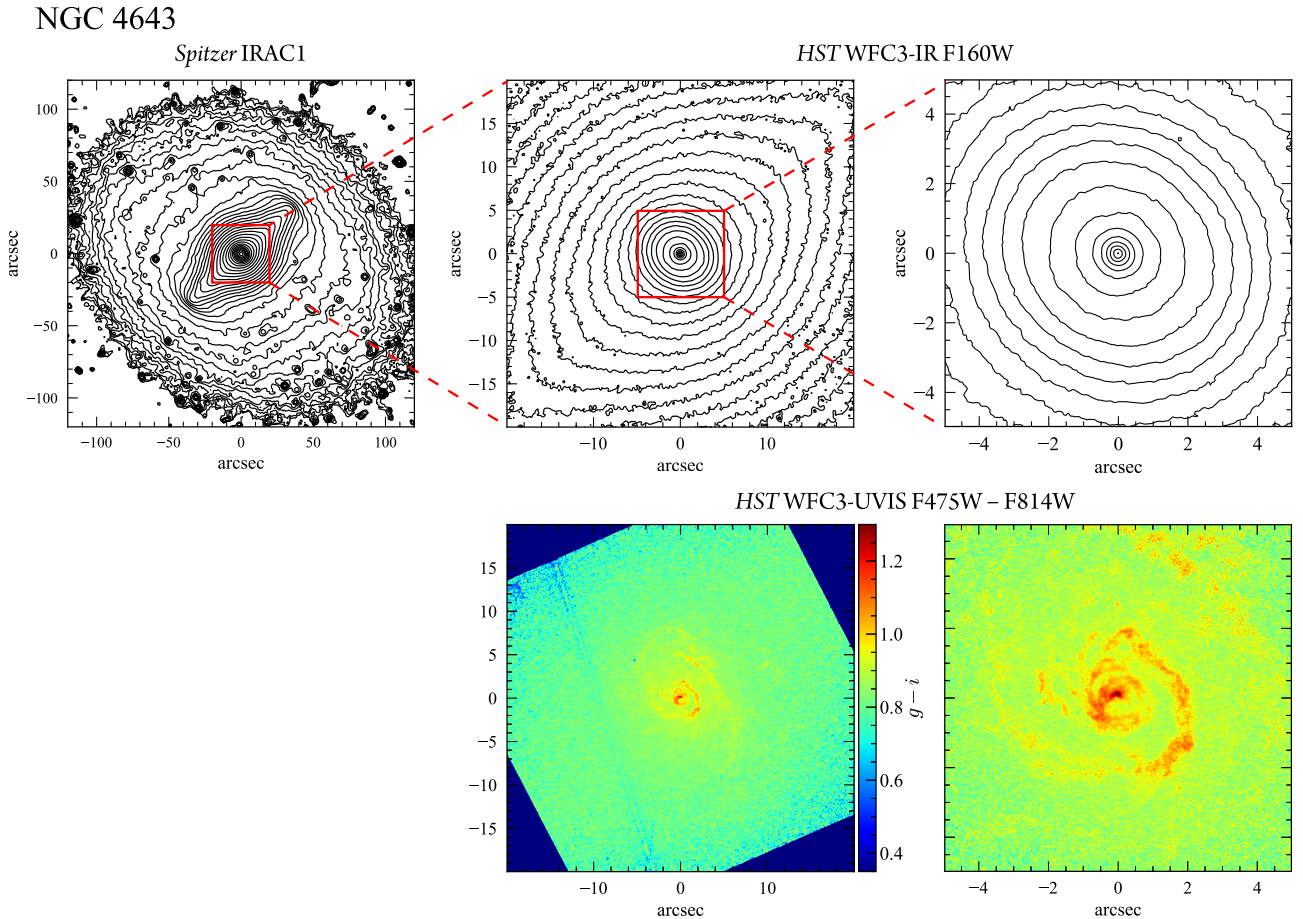 NGC 4643
Spitzer IRAC1
HST WFC3-IR F160W
100
50
0
−50
−100
arcsec
−100 −50 0 50 100
arcsec
15
10
5
0
−5
−10
−15
arcsec
−10 0 10
arcsec
4
2
0
−2
−4
−4 −2 0 2 4
arcsec
HST WFC3-UVIS F475W – F814W
15
10
5
0
−5
−10
−15
−10 0 10
arcsec
1.2
1.0
0.8
0.6
0.4
g − i
−4 −2 0 2 4
arcsec